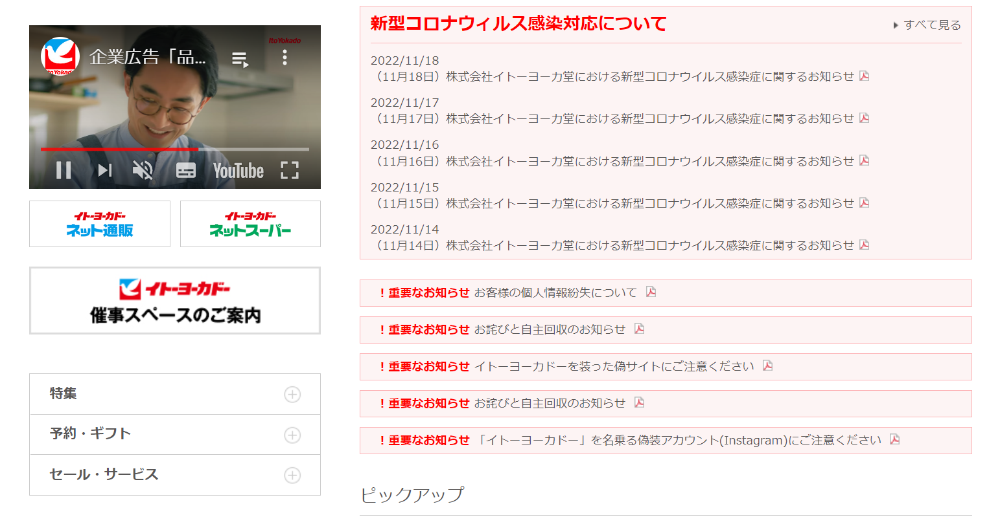 ItoYokado
企業広告「品...
ItoYokado
YouTube
イトーヨーカドー
ネット通販
イトーヨーカドー
ネットスーパー
イトーヨーカドー
催事スペースのご案内
特集
予約・ギフト
セール・サービス
新型コロナウィルス感染対応について
すべて見る
2022/11/18
（11月18日）株式会社イトーヨーカ堂における新型コロナウイルス感染症に関するお知らせ
2022/11/17
（11月17日）株式会社イトーヨーカ堂における新型コロナウイルス感染症に関するお知らせ
2022/11/16
（11月16日）株式会社イトーヨーカ堂における新型コロナウイルス感染症に関するお知らせ
2022/11/15
（11月15日）株式会社イトーヨーカ堂における新型コロナウイルス感染症に関するお知らせ
2022/11/14
（11月14日）株式会社イトーヨーカ堂における新型コロナウイルス感染症に関するお知らせ
！重要なお知らせ お客様の個人情報紛失について
！重要なお知らせ お詫びと自主回収のお知らせ
！重要なお知らせ イトーヨーカドーを装った偽サイトにご注意ください
！重要なお知らせ お詫びと自主回収のお知らせ
！重要なお知らせ 「イトーヨーカドー」を名乗る偽装アカウント(Instagram)にご注意ください
ピックアップ